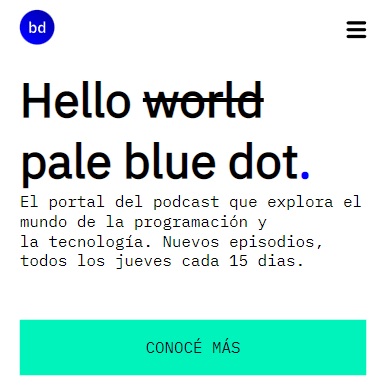 bd
Hello world
pale blue dot.
El portal del podcast que explora el
mundo de la programación y
la tecnología. Nuevos episodios,
todos los jueves cada 15 dias.
CONOCÉ MÁS